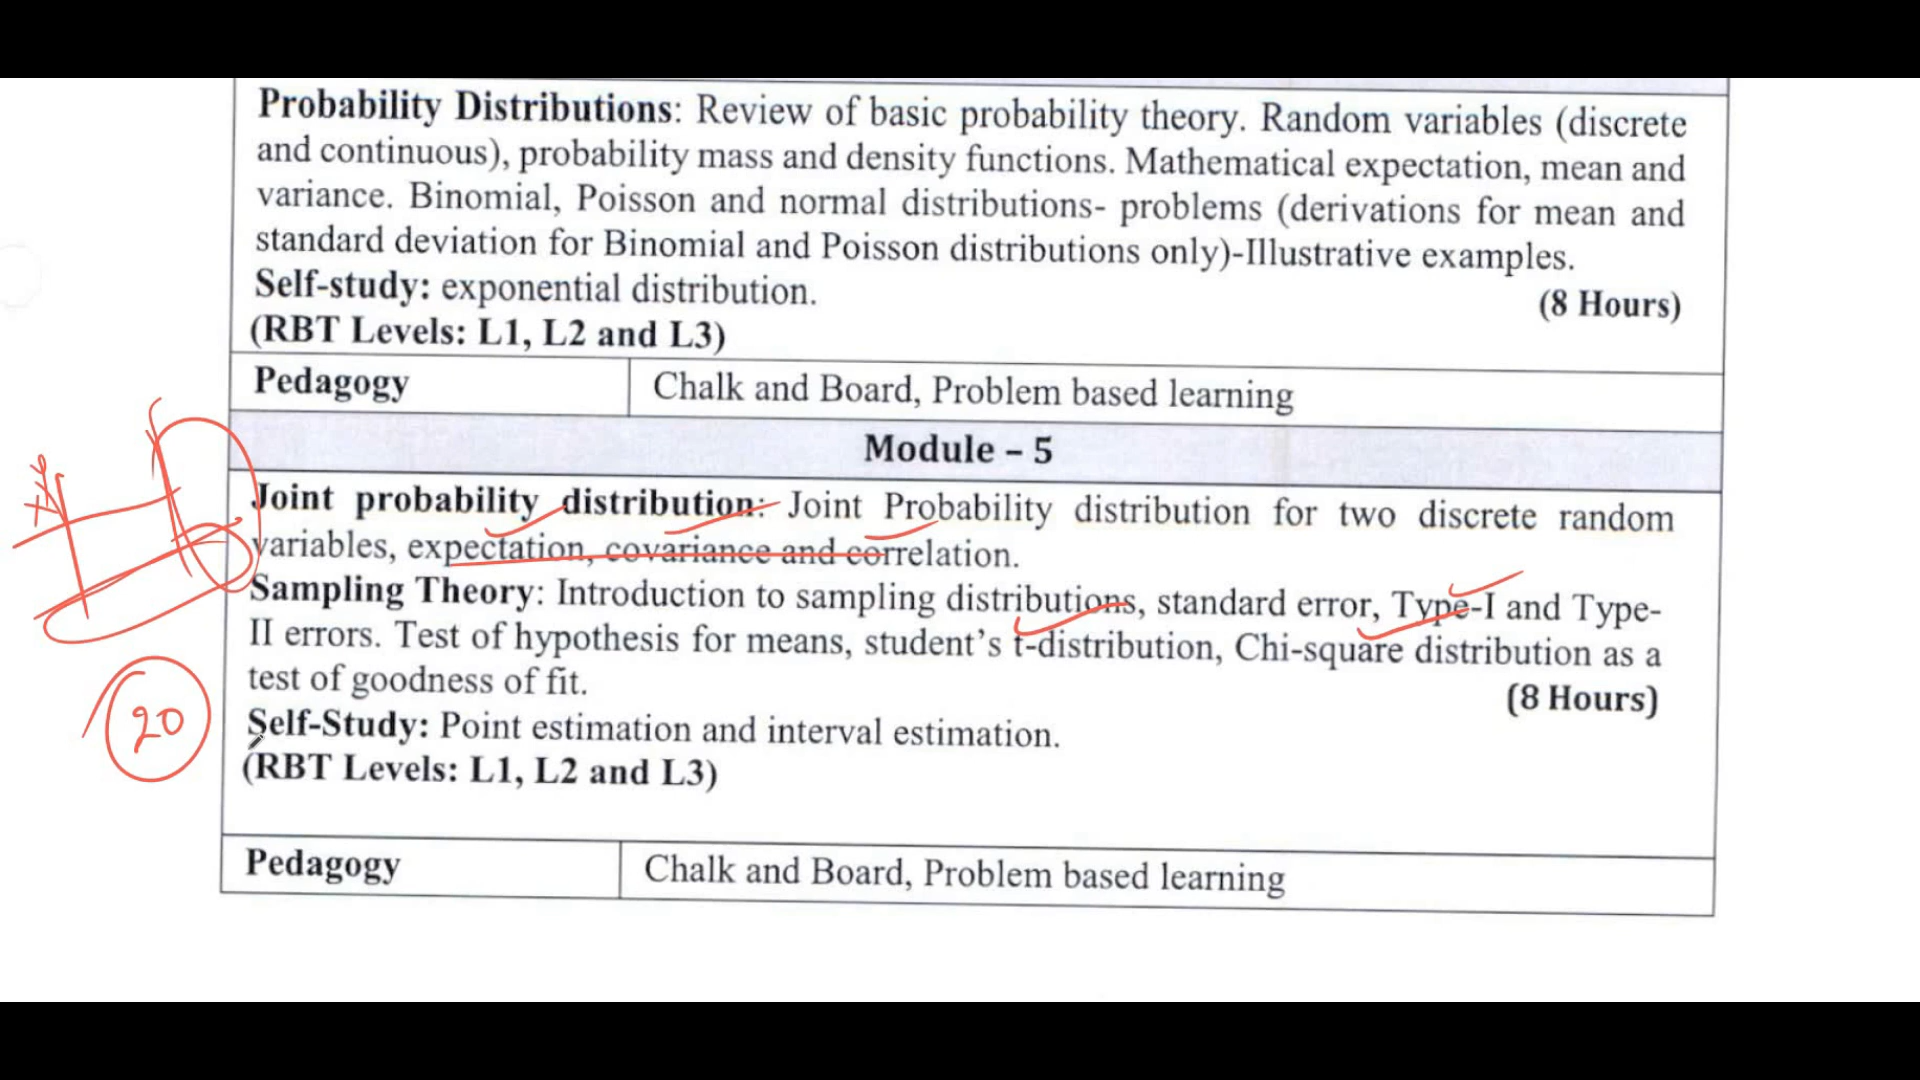 Probability Distributions: Review of basic probability theory. Random variables (discrete
and continuous), probability mass and density functions. Mathematical expectation, mean and
variance. Binomial, Poisson and normal distributions- problems (derivations for mean and
standard deviation for Binomial and Poisson distributions only)-Illustrative examples.
Self-study: exponential distribution. (8 Hours)
(RBT Levels: L1, L2 and L3)
Pedagogy Chalk and Board, Problem based learning
Module – 5
Joint probability distribution: Joint Probability distribution for two discrete random
variables, expectation, covariance and correlation.
Sampling Theory: Introduction to sampling distributions, standard error, Type-I and Type-
II errors. Test of hypothesis for means, student's t-distribution, Chi-square distribution as a
test of goodness of fit. (8 Hours)
20
Self-Study: Point estimation and interval estimation.
(RBT Levels: L1, L2 and L3)
Pedagogy Chalk and Board, Problem based learning